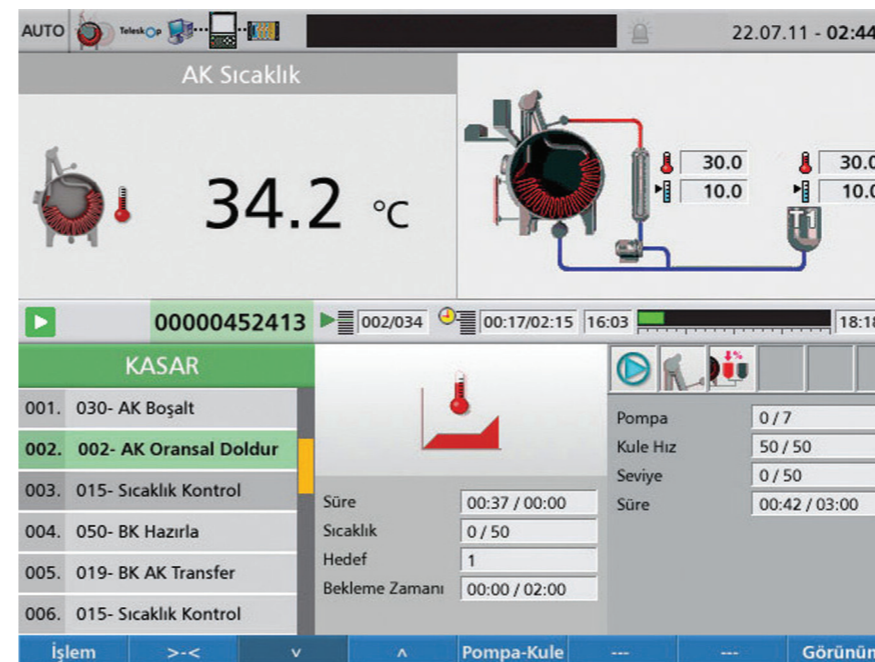 AUTO Teleskop 22.07.11 - 02:44
AK Sıcaklık
34.2 °C
30.0 30.0
10.0 10.0
T1
00000452413 002/034 00:17/02:15 16:03 18:18
KASAR
001. 030- AK Boşalt
002. 002- AK Oransal Doldur
003. 015- Sıcaklık Kontrol
004. 050- BK Hazırla
005. 019- BK AK Transfer
006. 015- Sıcaklık Kontrol
Süre 00:37 / 00:00
Sıcaklık 0 / 50
Hedef 1
Bekleme Zamanı 00:00 / 02:00
%
Pompa 0 / 7
Kule Hız 50 / 50
Seviye 0 / 50
Süre 00:42 / 03:00
İşlem >-< v ʌ Pompa-Kule --- --- Görünüm